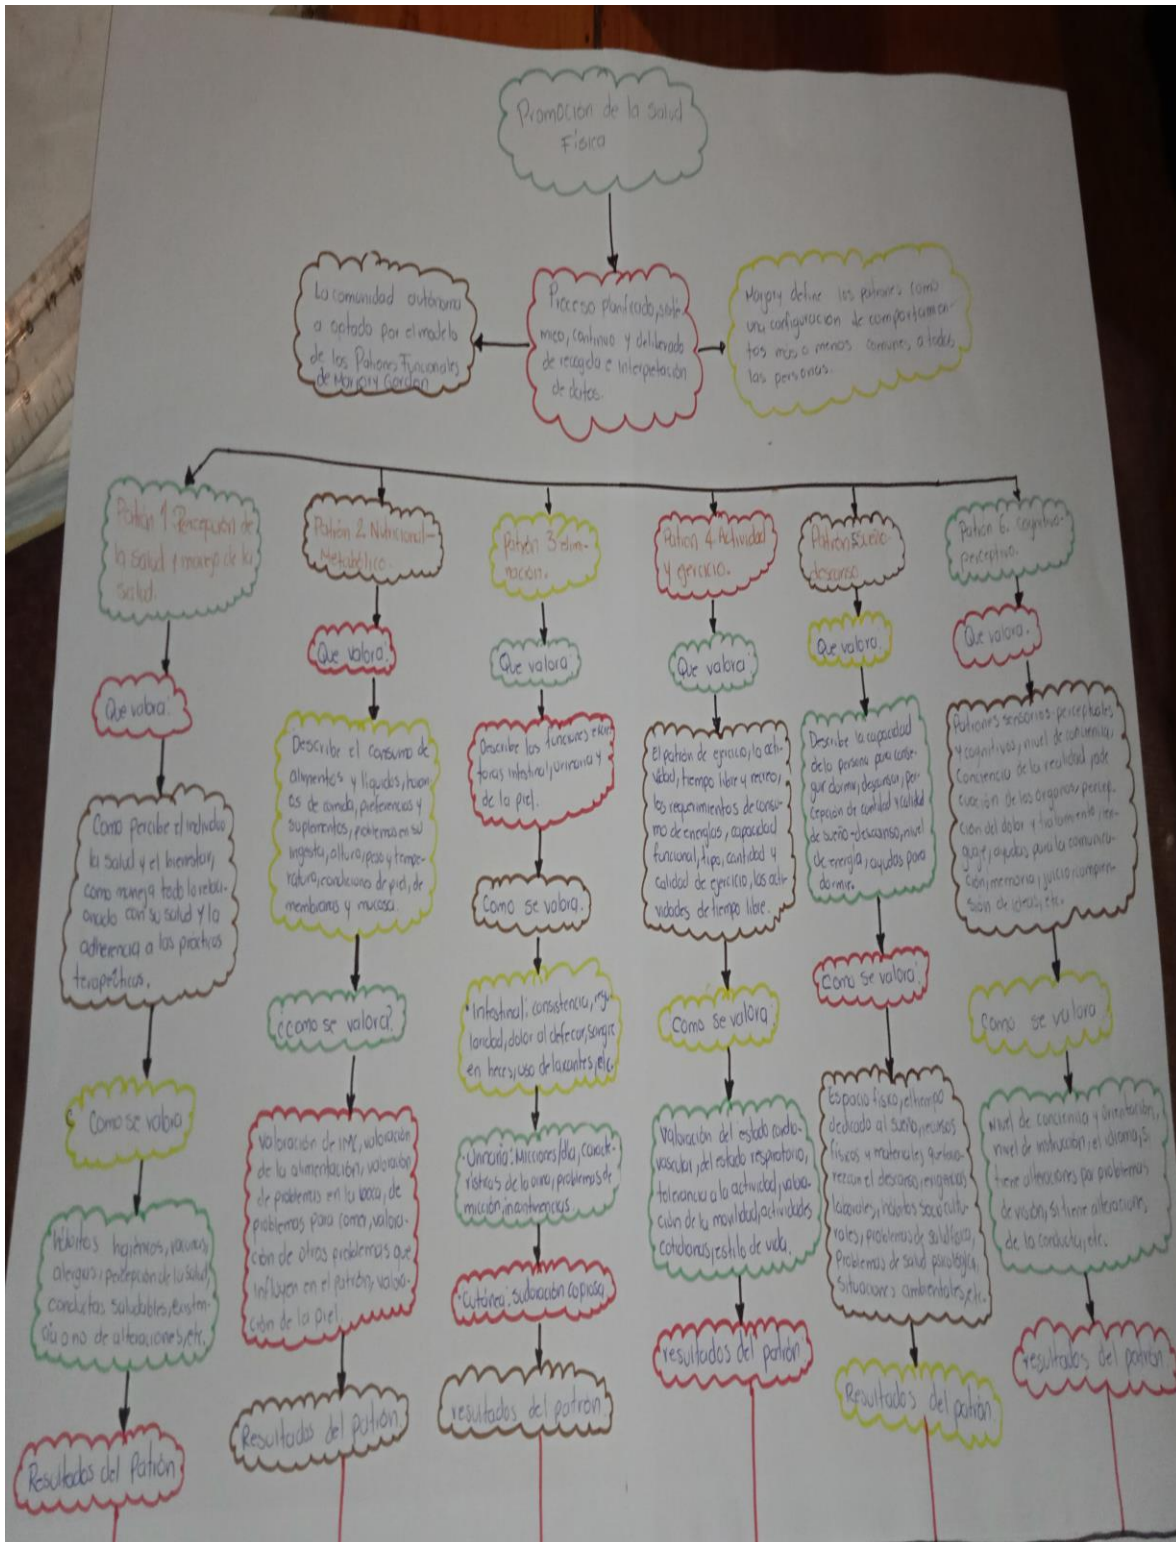 Promoción de la salud
Física
La comunidad autónoma
a optado por el modelo
de los Patrones Funcionales
de Marjory Gordon
Proceso planificado, sisté-
mico, continuo y deliberado
de recogida e interpretación
de datos.
Marjory define los patrones como
una configuración de comportamien-
tos mas o menos comunes a todas
las personas.
Patrón 1 Percepción de
la salud y manejo de la
salud.
Que valora:
Como percibe el individuo
la salud y el bienestar,
como maneja todo lo relaci-
onado con su salud y la
adherencia a las prácticas
terapéuticas.
Como se valora
Hábitos higiénicos, vacunas,
alergias, percepción de la salud,
conductas saludables, existen-
cia o no de alteraciones, etc.
Resultados del Patrón
Patrón 2 Nutricional-
Metabólico.
Que valora:
Describe el consumo de
alimentos y líquidos, horari-
os de comida, preferencias y
suplementos, problemas en su
ingesta, altura, peso y tempe-
ratura, condiciones de piel, de
membranas y mucosa.
¿Como se valora?
Valoración de IMC, valoración
de la alimentación, valoración
de problemas en la boca, de
problemas para comer, valora-
ción de otros problemas que
influyen en el patrón, valora-
ción de la piel.
Resultados del patrón
Patrón 3 elimi-
nación.
Que valora:
Describe las funciones excre-
toras intestinal, urinaria y
de la piel.
Como se valora.
•Intestinal: consistencia, regu-
laridad, dolor al defecar, sangre
en heces, uso de laxantes, etc.
•Urinaria: Micciones/día, caracte-
rísticas de la orina, problemas de
micción, incontinencias.
•Cutánea: sudoración copiosa
resultados del patrón
Patrón 4 Actividad
y ejercicio.
Que valora:
El patrón de ejercicio, la acti-
vidad, tiempo libre y recreo,
los requerimientos de consu-
mo de energías, capacidad
funcional, tipo, cantidad y
calidad de ejercicio, las acti-
vidades de tiempo libre.
Como se valora
Valoración del estado cardio-
vascular, del estado respiratorio,
tolerancia a la actividad, valora-
ción de la movilidad, actividades
cotidianas, estilo de vida.
resultados del patrón
Patrón 5: sueño-
descanso.
Que valora:
Describe la capacidad
de la persona para conse-
guir dormir, descansar, per-
cepción de cantidad y calidad
de sueño-descanso, nivel
de energía, ayudas para
dormir.
Como se valora:
Espacio físico, el tiempo
dedicado al sueño, recursos
físicos y materiales que favo-
rezcan el descanso, exigencias
laborales, hábitos socio cultu-
rales, problemas de salud física,
Problemas de salud psicológica,
Situaciones ambientales, etc.
Resultados del patrón
Patrón 6: cognitivo-
perceptivo.
Que valora:
Patrones sensorios-perceptuales
y cognitivos, nivel de conciencia,
conciencia de la realidad, ade
cuación de los órganos, percep-
ción del dolor y tratamiento,
guaje, ayudas para la comunica-
ción, memoria, juicio, compren-
sión de ideas, etc.
Como se valora
Nivel de conciencia y orientación,
nivel de instrucción, el idioma, si
tiene alteraciones por problemas
de visión, si tiene alteraciones
de la conducta, etc.
resultados del patrón